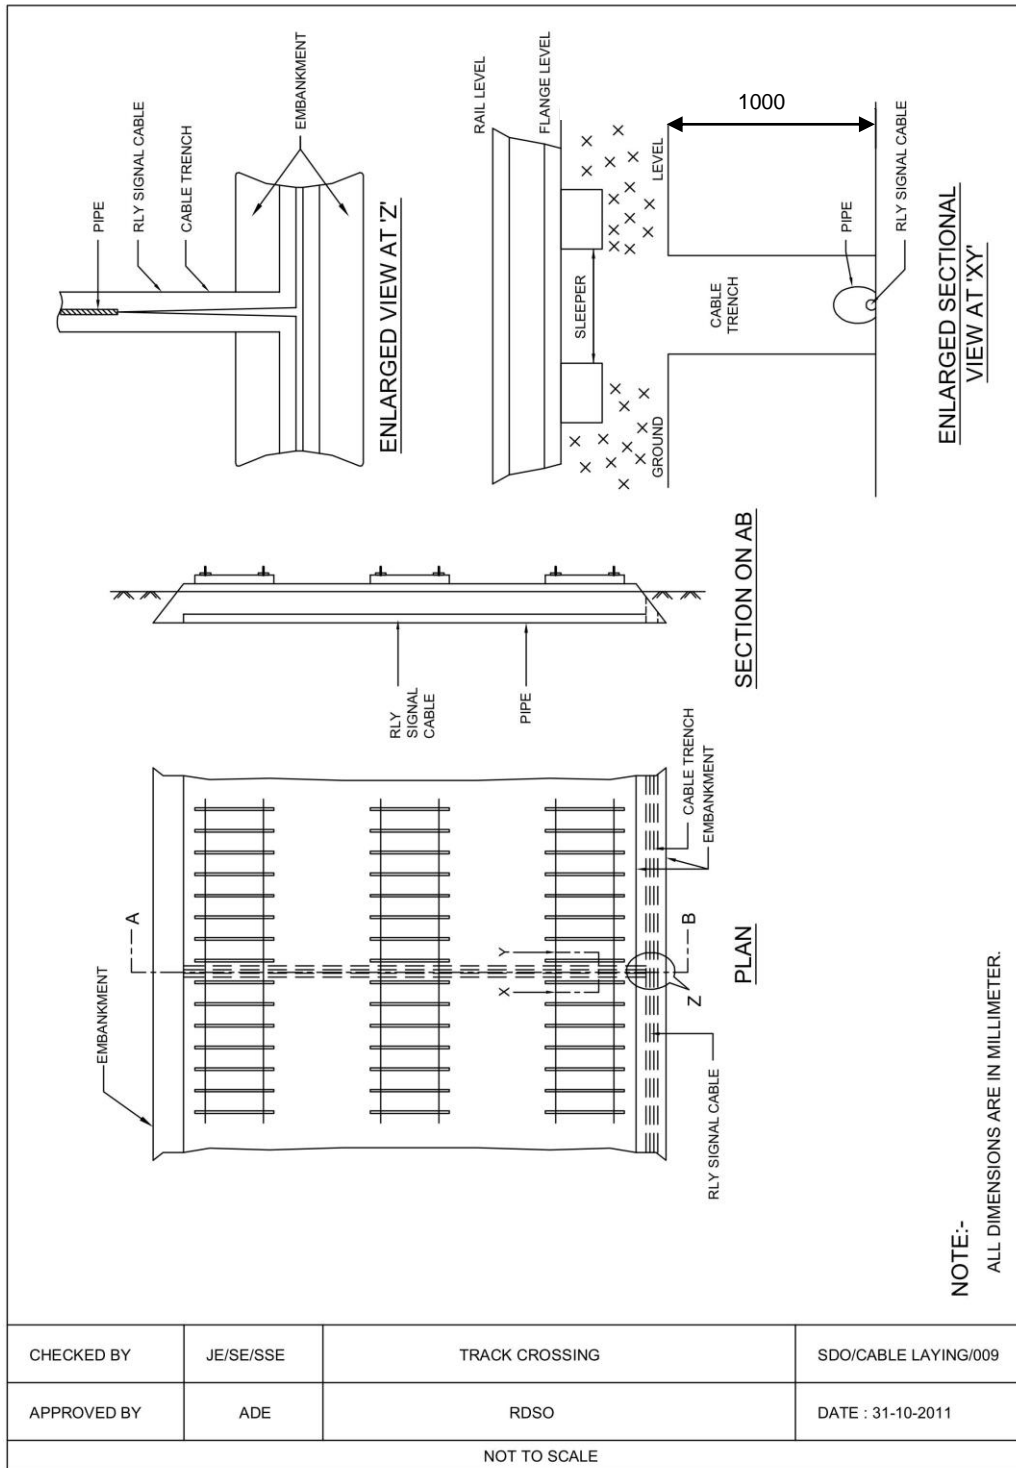 EMBANKMENT
A
X
Y
Z
B
RLY SIGNAL CABLE
CABLE TRENCH
EMBANKMENT
PLAN
RLY
SIGNAL
CABLE
PIPE
SECTION ON AB
PIPE
RLY SIGNAL CABLE
CABLE TRENCH
EMBANKMENT
ENLARGED VIEW AT 'Z'
RAIL LEVEL
FLANGE LEVEL
SLEEPER
GROUND
LEVEL
1000
CABLE
TRENCH
PIPE
RLY SIGNAL CABLE
ENLARGED SECTIONAL
VIEW AT 'XY'
NOTE:-
ALL DIMENSIONS ARE IN MILLIMETER.
CHECKED BY JE/SE/SSE TRACK CROSSING SDO/CABLE LAYING/009
APPROVED BY ADE RDSO DATE : 31-10-2011
NOT TO SCALE